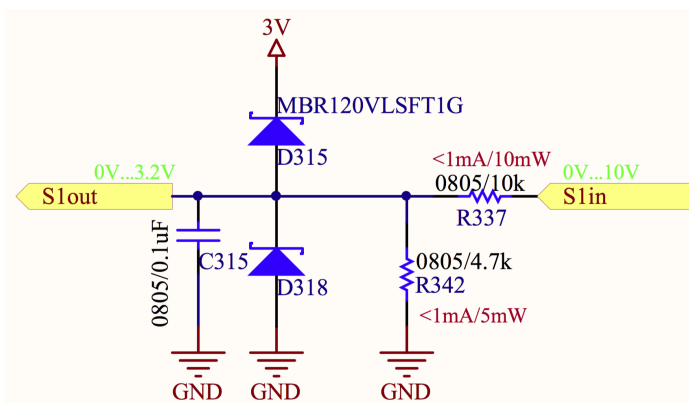 3V
MBR120VLSFT1G
D315
<1mA/10mW
0V...3.2V
0805/10k
0V...10V
S1out
S1in
R337
0805/0.1uF
C315
D318
0805/4.7k
R342
<1mA/5mW
GND
GND
GND